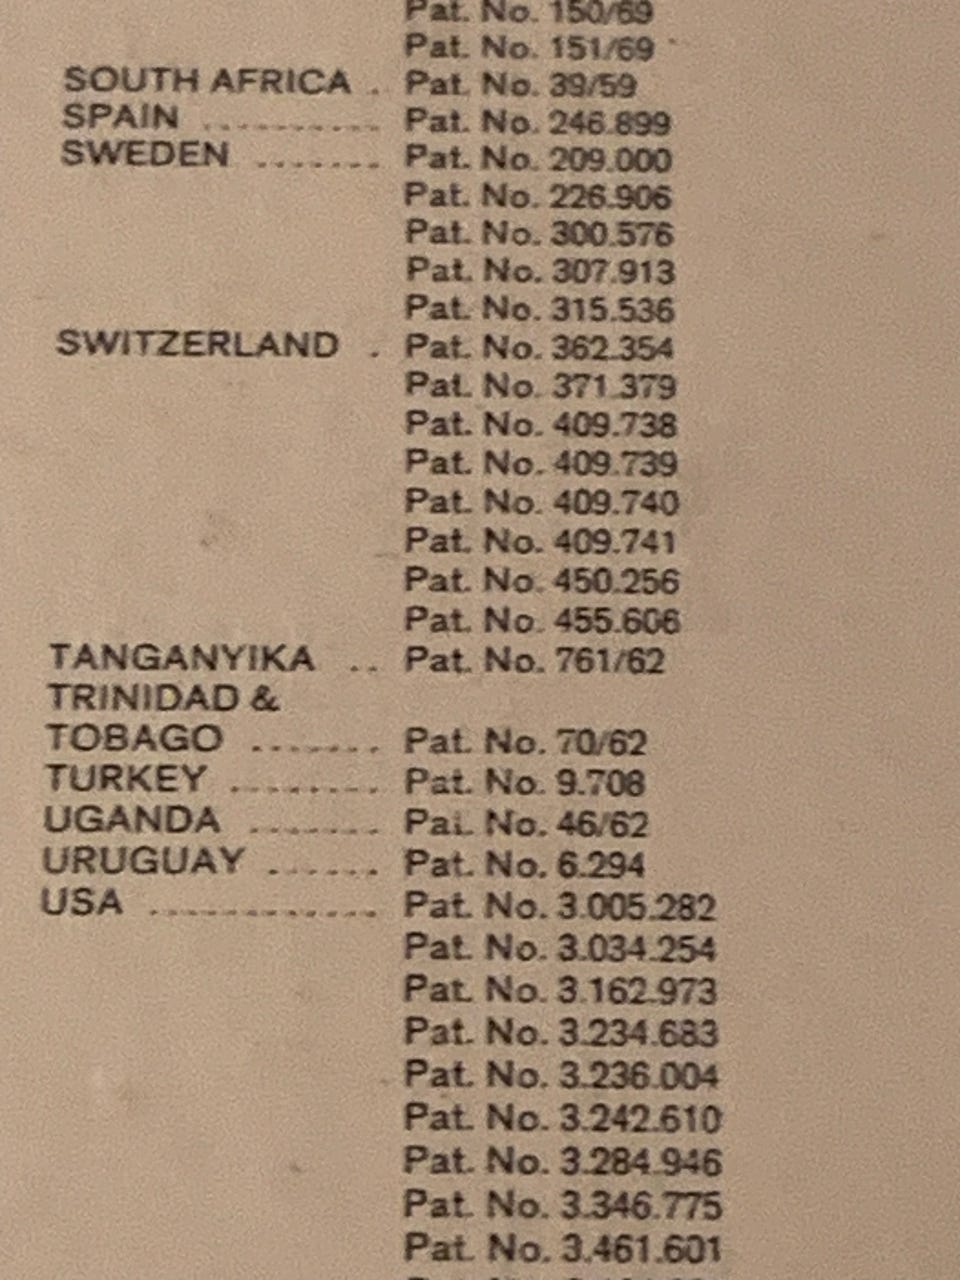 Pat. No. 150/69
Pat. No. 151/69
SOUTH AFRICA . Pat. No. 39/59
SPAIN .......... Pat. No. 246.899
SWEDEN ....... Pat. No. 209.000
Pat. No. 226.906
Pat. No. 300.576
Pat. No. 307.913
Pat. No. 315.536
SWITZERLAND . Pat. No. 362.354
Pat. No. 371.379
Pat. No. 409.738
Pat. No. 409.739
Pat. No. 409.740
Pat. No. 409.741
Pat. No. 450.256
Pat. No. 455.606
TANGANYIKA .. Pat. No. 761/62
TRINIDAD &
TOBAGO ....... Pat. No. 70/62
TURKEY ........ Pat. No. 9.708
UGANDA ....... Pat. No. 46/62
URUGUAY ...... Pat. No. 6.294
USA ............. Pat. No. 3.005.282
Pat. No. 3.034.254
Pat. No. 3.162.973
Pat. No. 3.234.683
Pat. No. 3.236.004
Pat. No. 3.242.610
Pat. No. 3.284.946
Pat. No. 3.346.775
Pat. No. 3.461.601